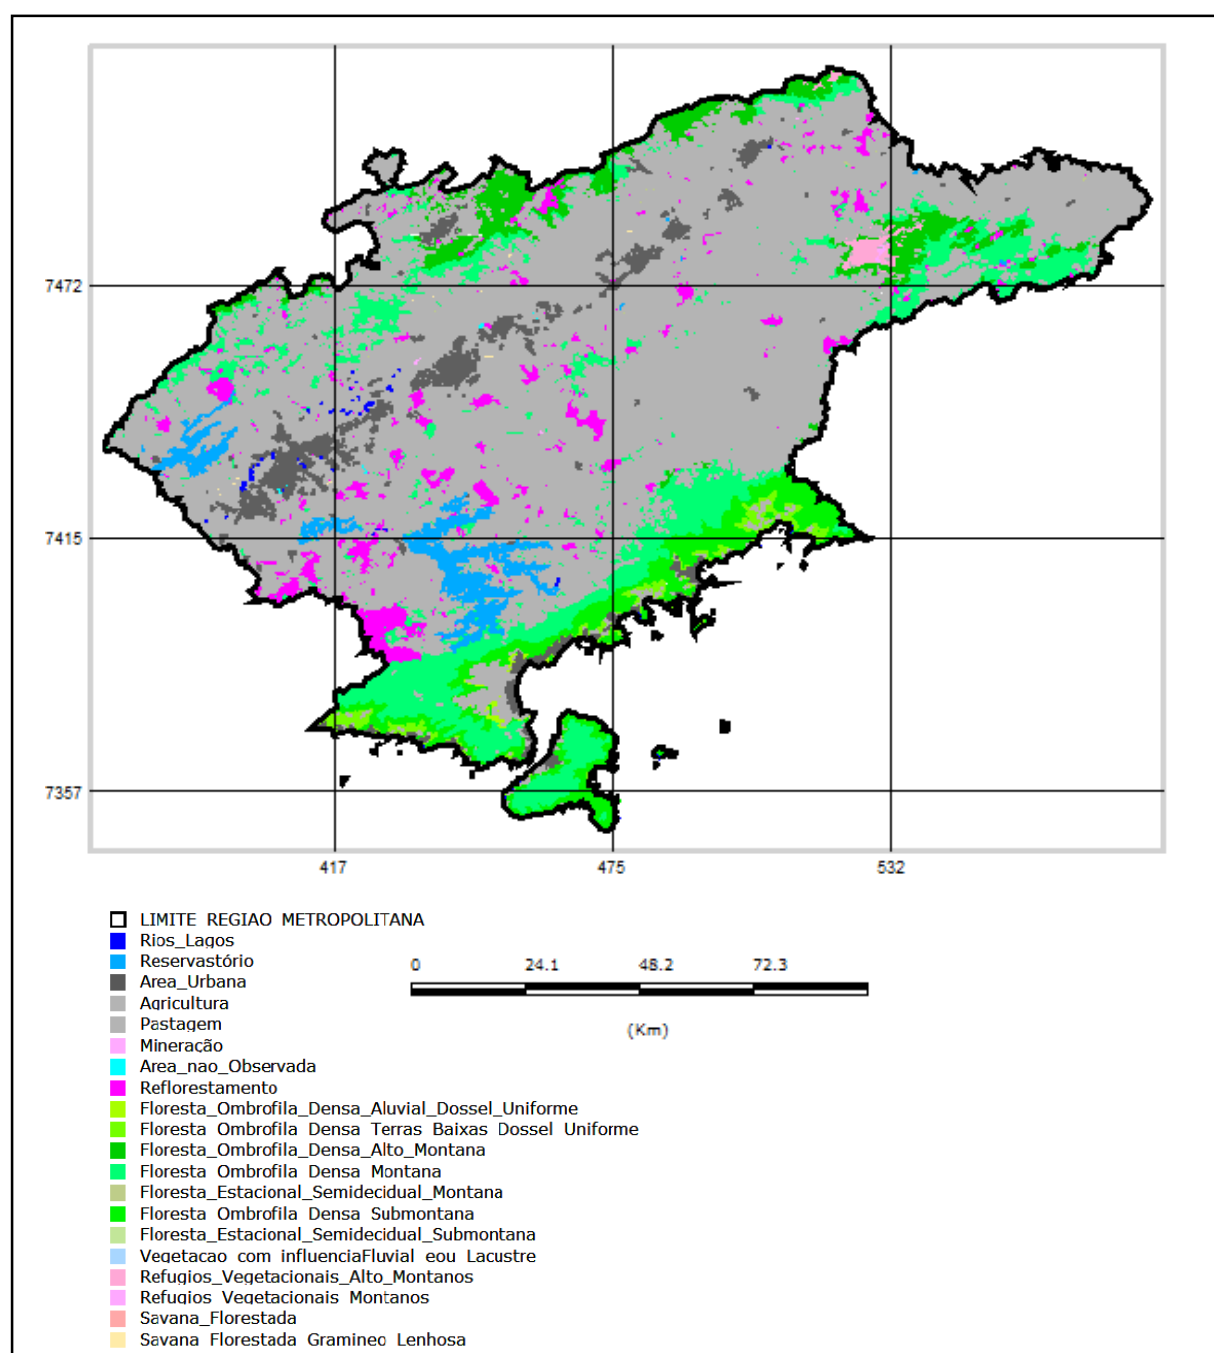 7472
7415
7357
417 475 532
LIMITE REGIAO METROPOLITANA
Rios_Lagos
Reservastório
Area_Urbana
Agricultura
Pastagem
Mineração
Area_nao_Observada
Reflorestamento
Floresta_Ombrofila_Densa_Aluvial_Dossel_Uniforme
Floresta Ombrofila Densa Terras Baixas Dossel Uniforme
Floresta_Ombrofila_Densa_Alto_Montana
Floresta Ombrofila Densa Montana
Floresta_Estacional_Semidecidual_Montana
Floresta Ombrofila Densa Submontana
Floresta_Estacional_Semidecidual_Submontana
Vegetacao com influenciaFluvial eou Lacustre
Refugios_Vegetacionais_Alto_Montanos
Refugios Vegetacionais Montanos
Savana_Florestada
Savana Florestada Gramineo Lenhosa
0 24.1 48.2 72.3
(Km)